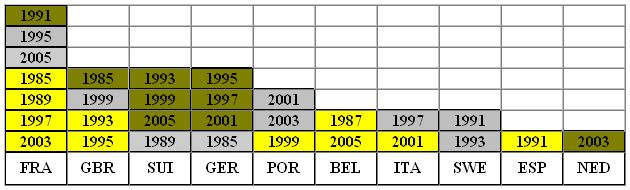 1991
1995
2005
1985 1985 1993 1995
1989 1999 1999 1997 2001
1997 1993 2005 2001 2003 1987 1997 1991
2003 1995 1989 1985 1999 2005 2001 1993 1991 2003
FRA GBR SUI GER POR BEL ITA SWE ESP NED